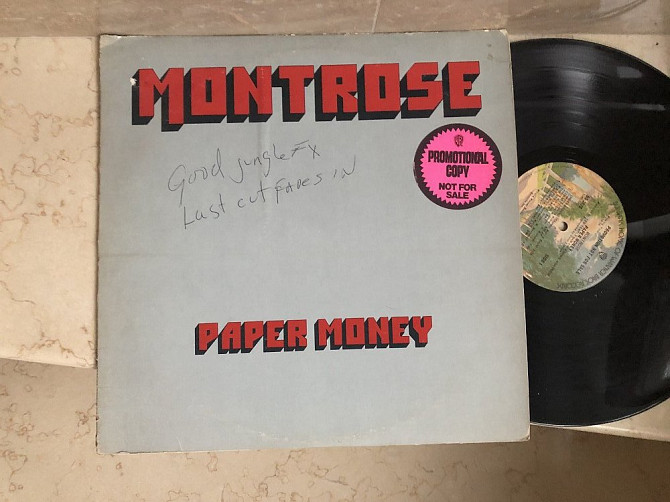 MONTROSE
Good jungle FX
Last cut FADES IN
PROMOTIONAL
COPY
NOT FOR
SALE
PAPER MONEY